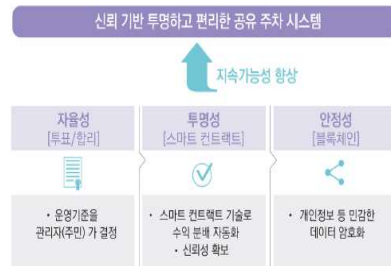 신뢰 기반 투명하고 편리한 공유 주차 시스템
지속가능성 향상
자율성
[투표/합리]
투명성
[스마트 컨트랙트]
안정성
[블록체인]
• 운영기준을
관리자(주민) 가 결정
• 스마트 컨트랙트 기술로
수익 분배 자동화
• 신뢰성 확보
• 개인정보 등 민감한
데이터 암호화